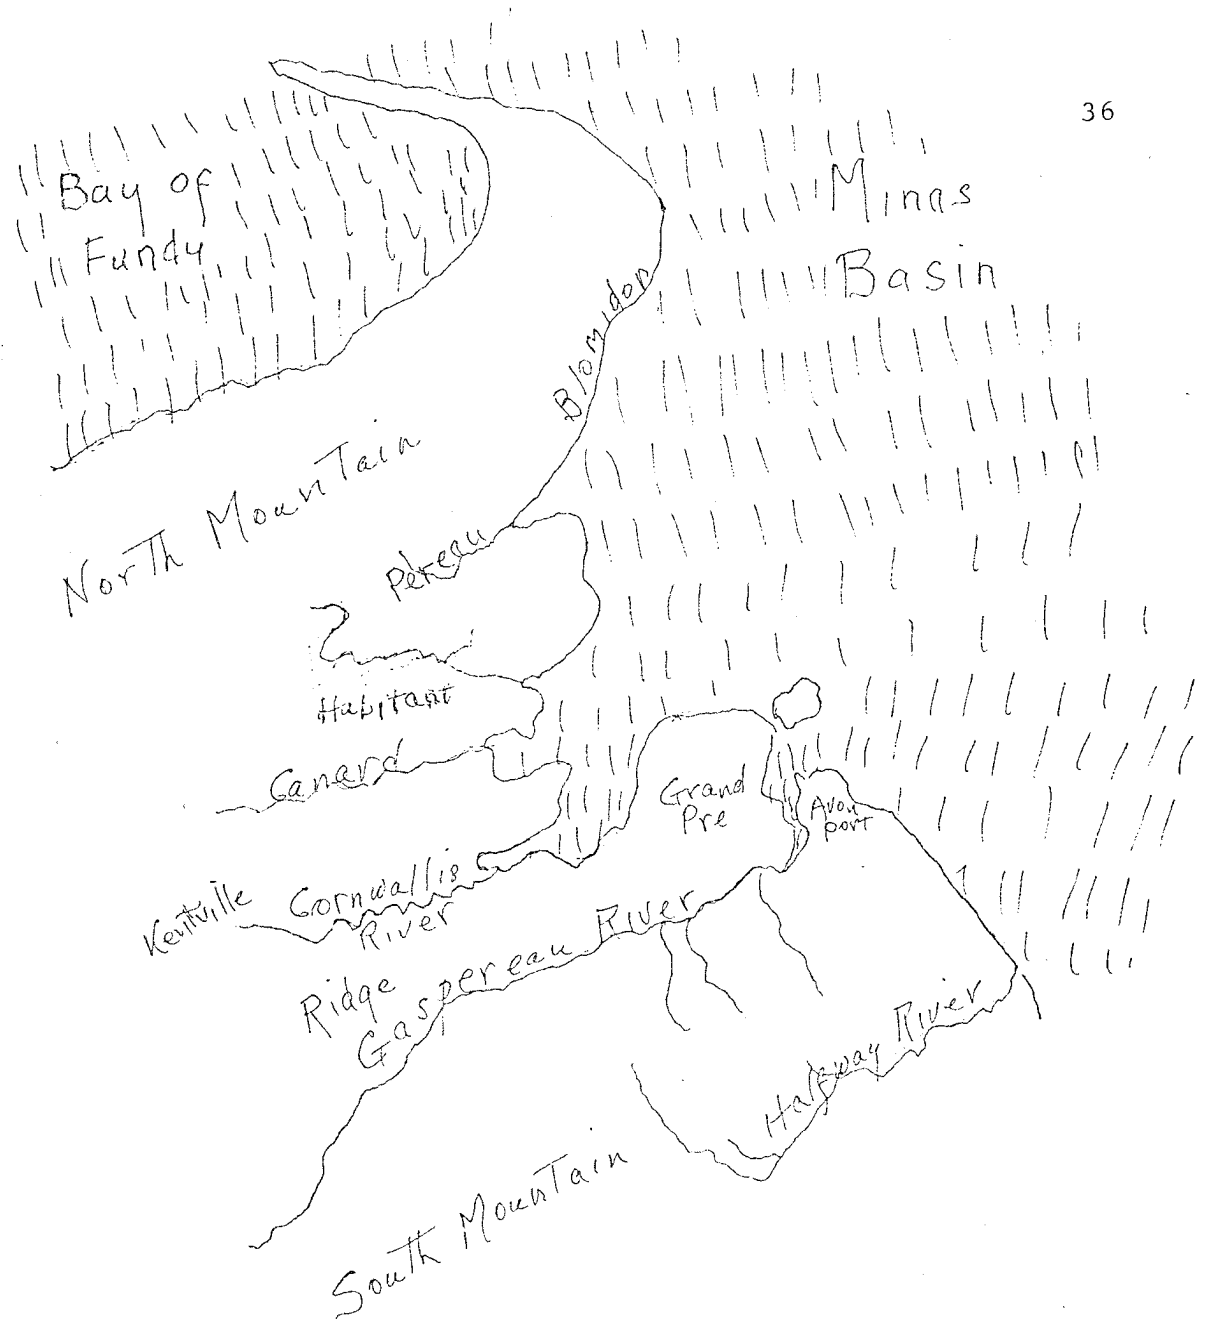 36
Bay of
Fundy
Minas
Basin
Blomidon
North Mountain
Pereau
Habitant
Canard
Grand
Pre
Avon
port
Kentville
Cornwallis
River
Ridge
Gaspereau River
Halfway River
South Mountain